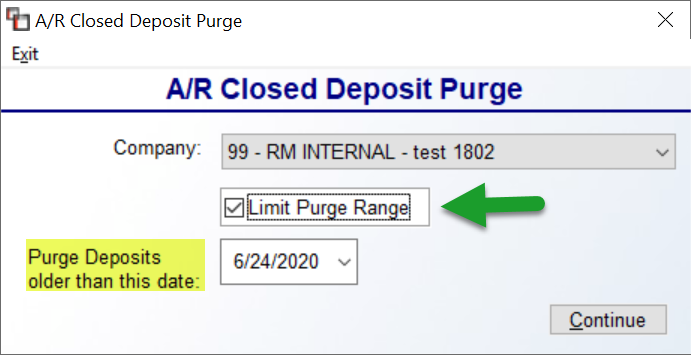 A/R Closed Deposit Purge
Exit
A/R Closed Deposit Purge
Company: 99 - RM INTERNAL - test 1802
Limit Purge Range
Purge Deposits
older than this date: 6/24/2020
Continue